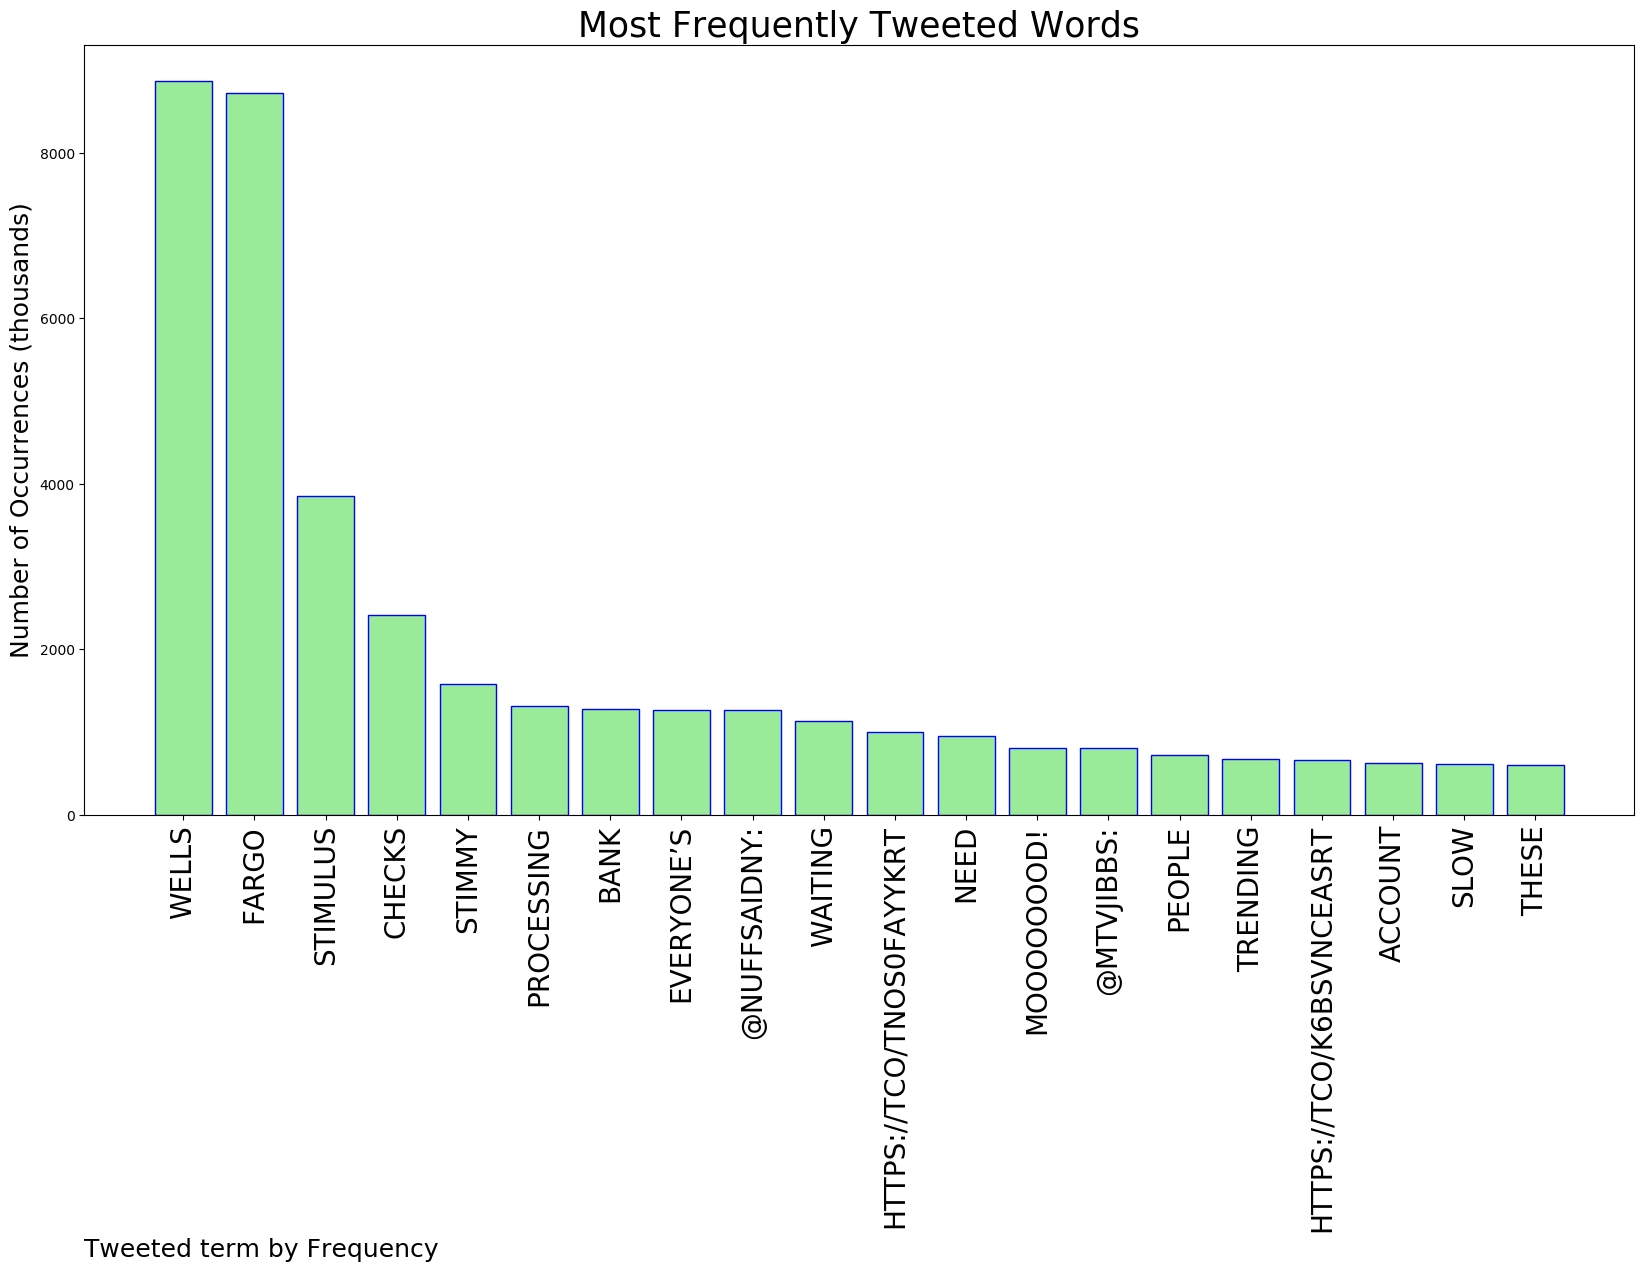 Most Frequently Tweeted Words
Number of Occurrences (thousands)
8000
6000
4000
2000
0
WELLS
FARGO
STIMULUS
CHECKS
STIMMY
PROCESSING
BANK
EVERYONE’S
@NUFFSAIDNY:
WAITING
HTTPS://TCO/TNOS0FAYYKRT
NEED
MOOOOOOOD!
@MTVJIBBS:
PEOPLE
TRENDING
HTTPS://TCO/K6BSVNCEASRT
ACCOUNT
SLOW
THESE
Tweeted term by Frequency